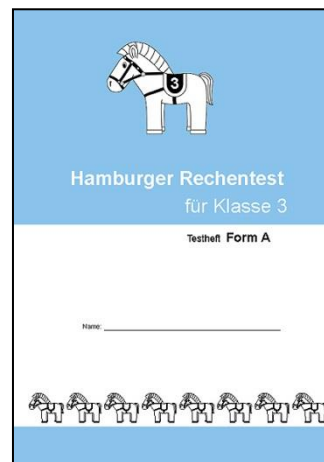 3
Hamburger Rechentest
für Klasse 3
Testheft Form A
Name: